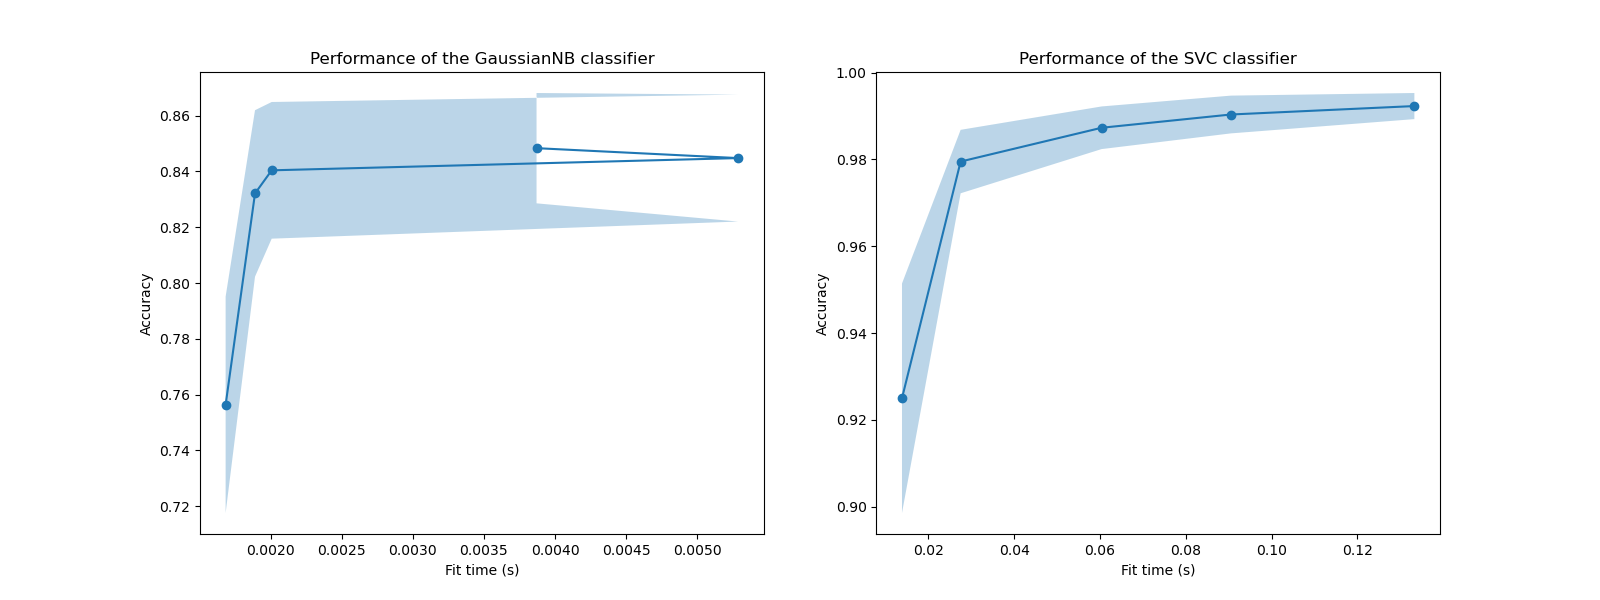 Performance of the GaussianNB classifier
Accuracy
0.86
0.84
0.82
0.80
0.78
0.76
0.74
0.72
0.0020 0.0025 0.0030 0.0035 0.0040 0.0045 0.0050
Fit time (s)
Performance of the SVC classifier
Accuracy
1.00
0.98
0.96
0.94
0.92
0.90
0.02 0.04 0.06 0.08 0.10 0.12
Fit time (s)